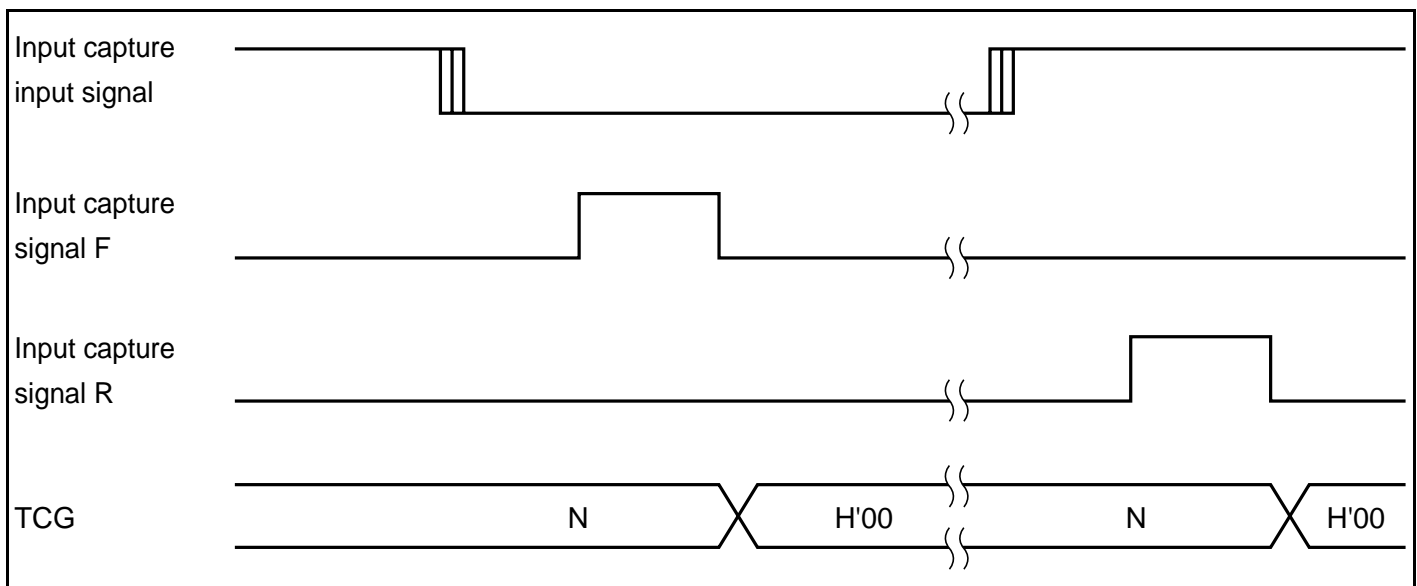 Input capture
input signal
Input capture
signal F
Input capture
signal R
TCG
N
H'00
N
H'00